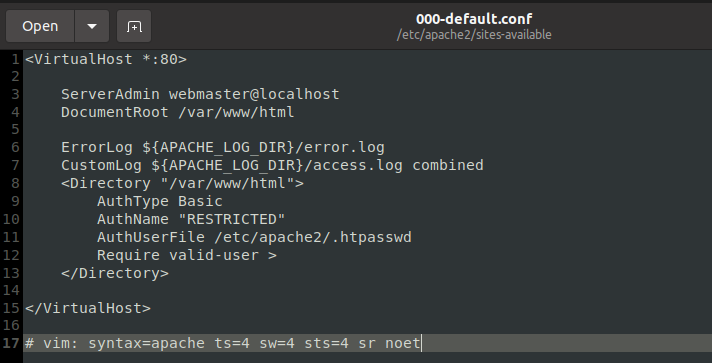 Open
000-default.conf
/etc/apache2/sites-available
1 <VirtualHost *:80>
2
3 ServerAdmin webmaster@localhost
4 DocumentRoot /var/www/html
5
6 ErrorLog ${APACHE_LOG_DIR}/error.log
7 CustomLog ${APACHE_LOG_DIR}/access.log combined
8 <Directory "/var/www/html">
9 AuthType Basic
10 AuthName "RESTRICTED"
11 AuthUserFile /etc/apache2/.htpasswd
12 Require valid-user >
13 </Directory>
14
15 </VirtualHost>
16
17 # vim: syntax=apache ts=4 sw=4 sts=4 sr noet